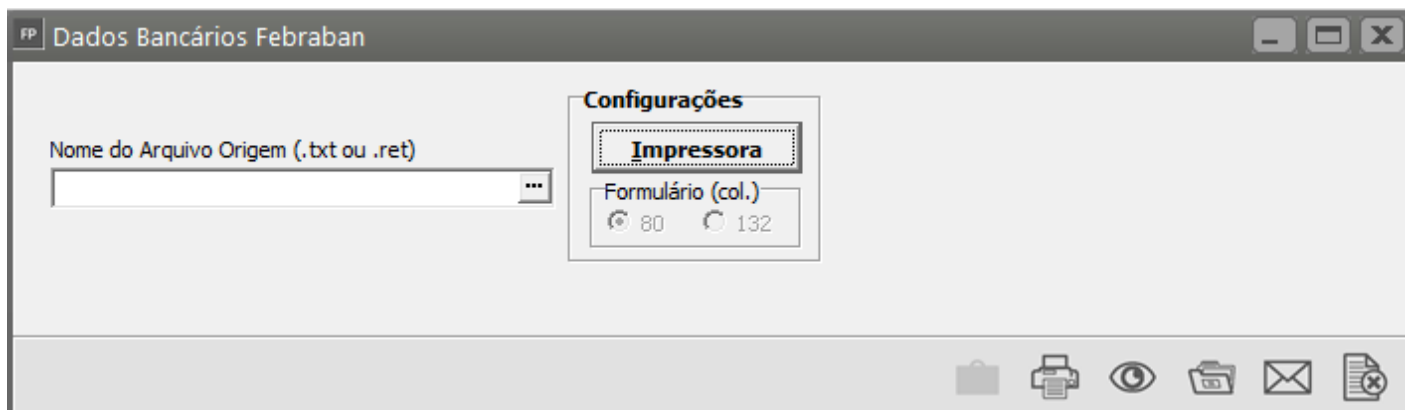 FP Dados Bancários Febraban
Configurações
Impressora
Nome do Arquivo Origem (.txt ou .ret)
...
Formulário (col.)
80 132